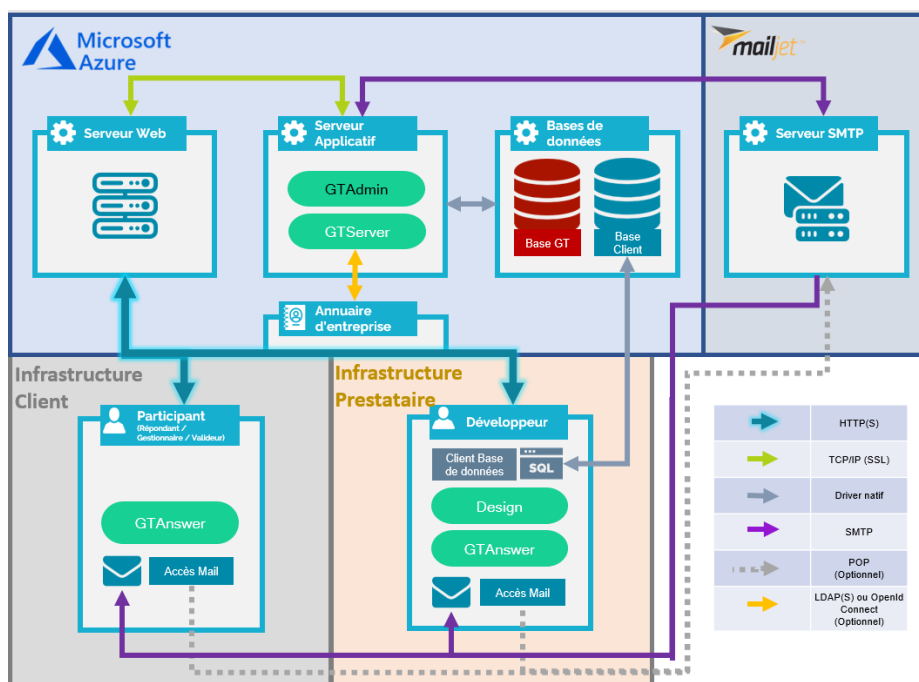 Microsoft
Azure
mailjet
Serveur Web
Serveur
Applicatif
Bases de
données
Serveur SMTP
GTAdmin
GTServer
Base GT
Base
Client
Annuaire
d'entreprise
Infrastructure
Client
Infrastructure
Prestataire
Participant
(Répondant /
Gestionnaire / Valideur)
Développeur
Client Base
de données
SQL
GTAnswer
Design
GTAnswer
Accès Mail
Accès Mail
HTTP(S)
TCP/IP (SSL)
Driver natif
SMTP
POP
(Optionnel)
LDAP(S) ou OpenId
Connect
(Optionnel)